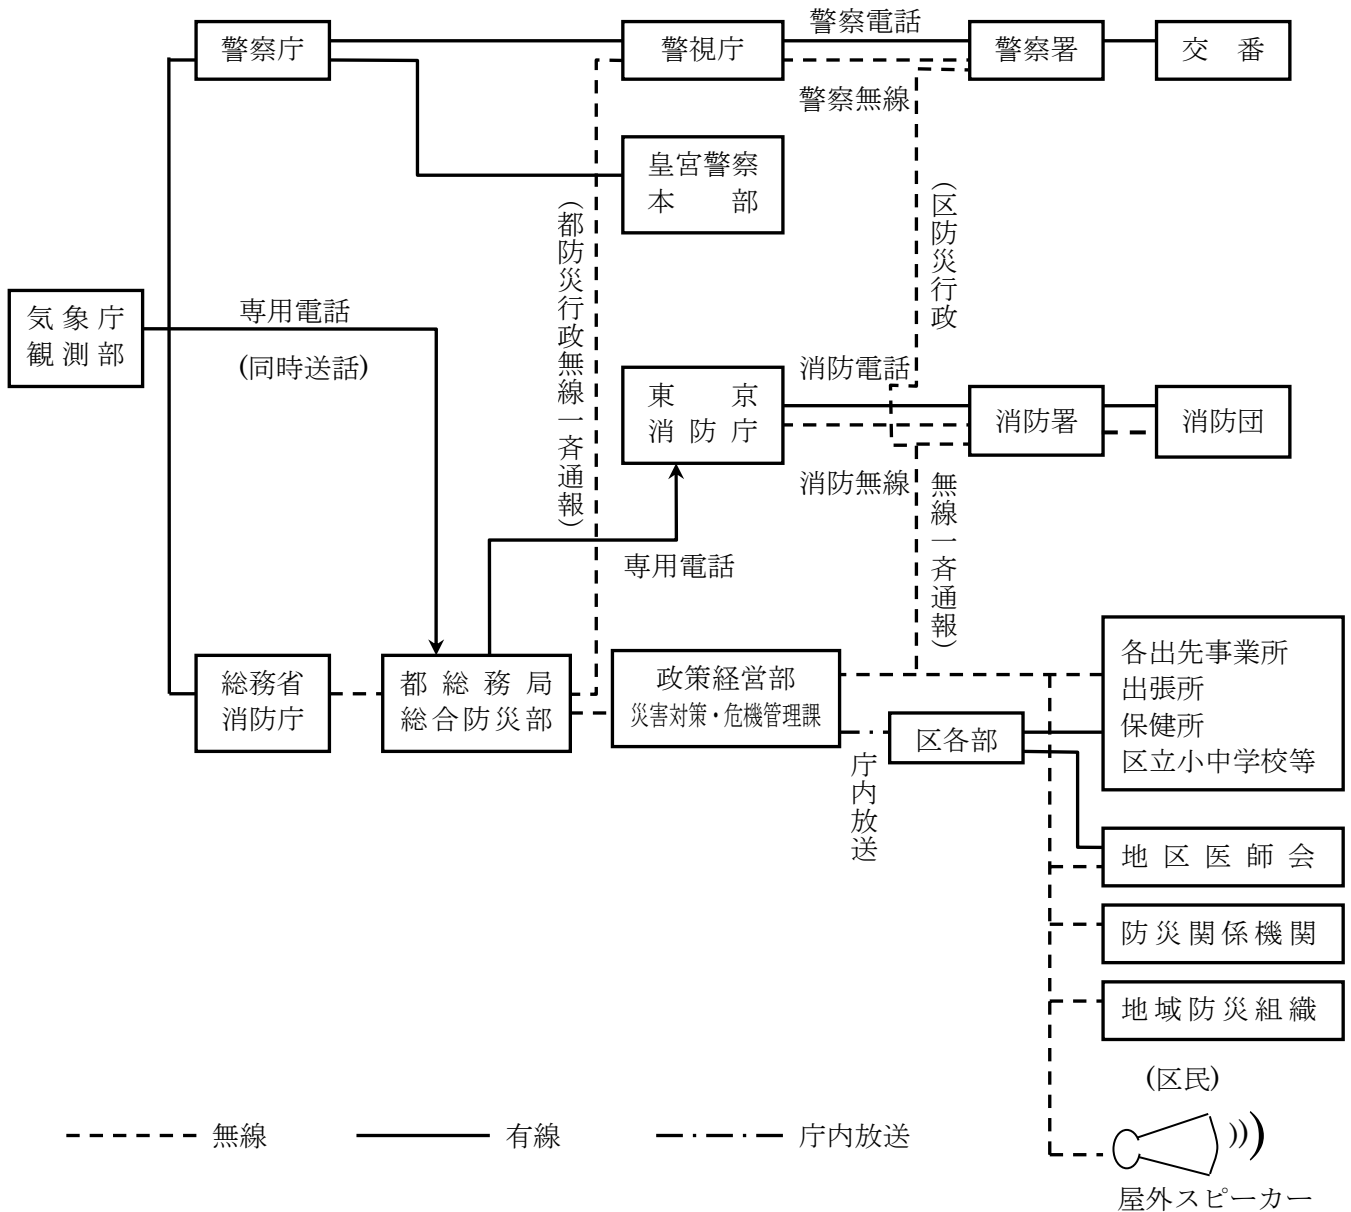 警察庁
警視庁
警察電話
警察署
交番
警察無線
皇宮警察
本部
(都防災行政無線一斉通報)
(区防災行政
気象庁
観測部
専用電話
(同時送話)
東京
消防庁
消防電話
消防署
消防団
消防無線
無線一斉通報)
専用電話
総務省
消防庁
都総務局
総合防災部
政策経営部
災害対策・危機管理課
区各部
庁内放送
各出先事業所
出張所
保健所
区立小中学校等
地区医師会
防災関係機関
地域防災組織
(区民)
屋外スピーカー
無線
有線
庁内放送